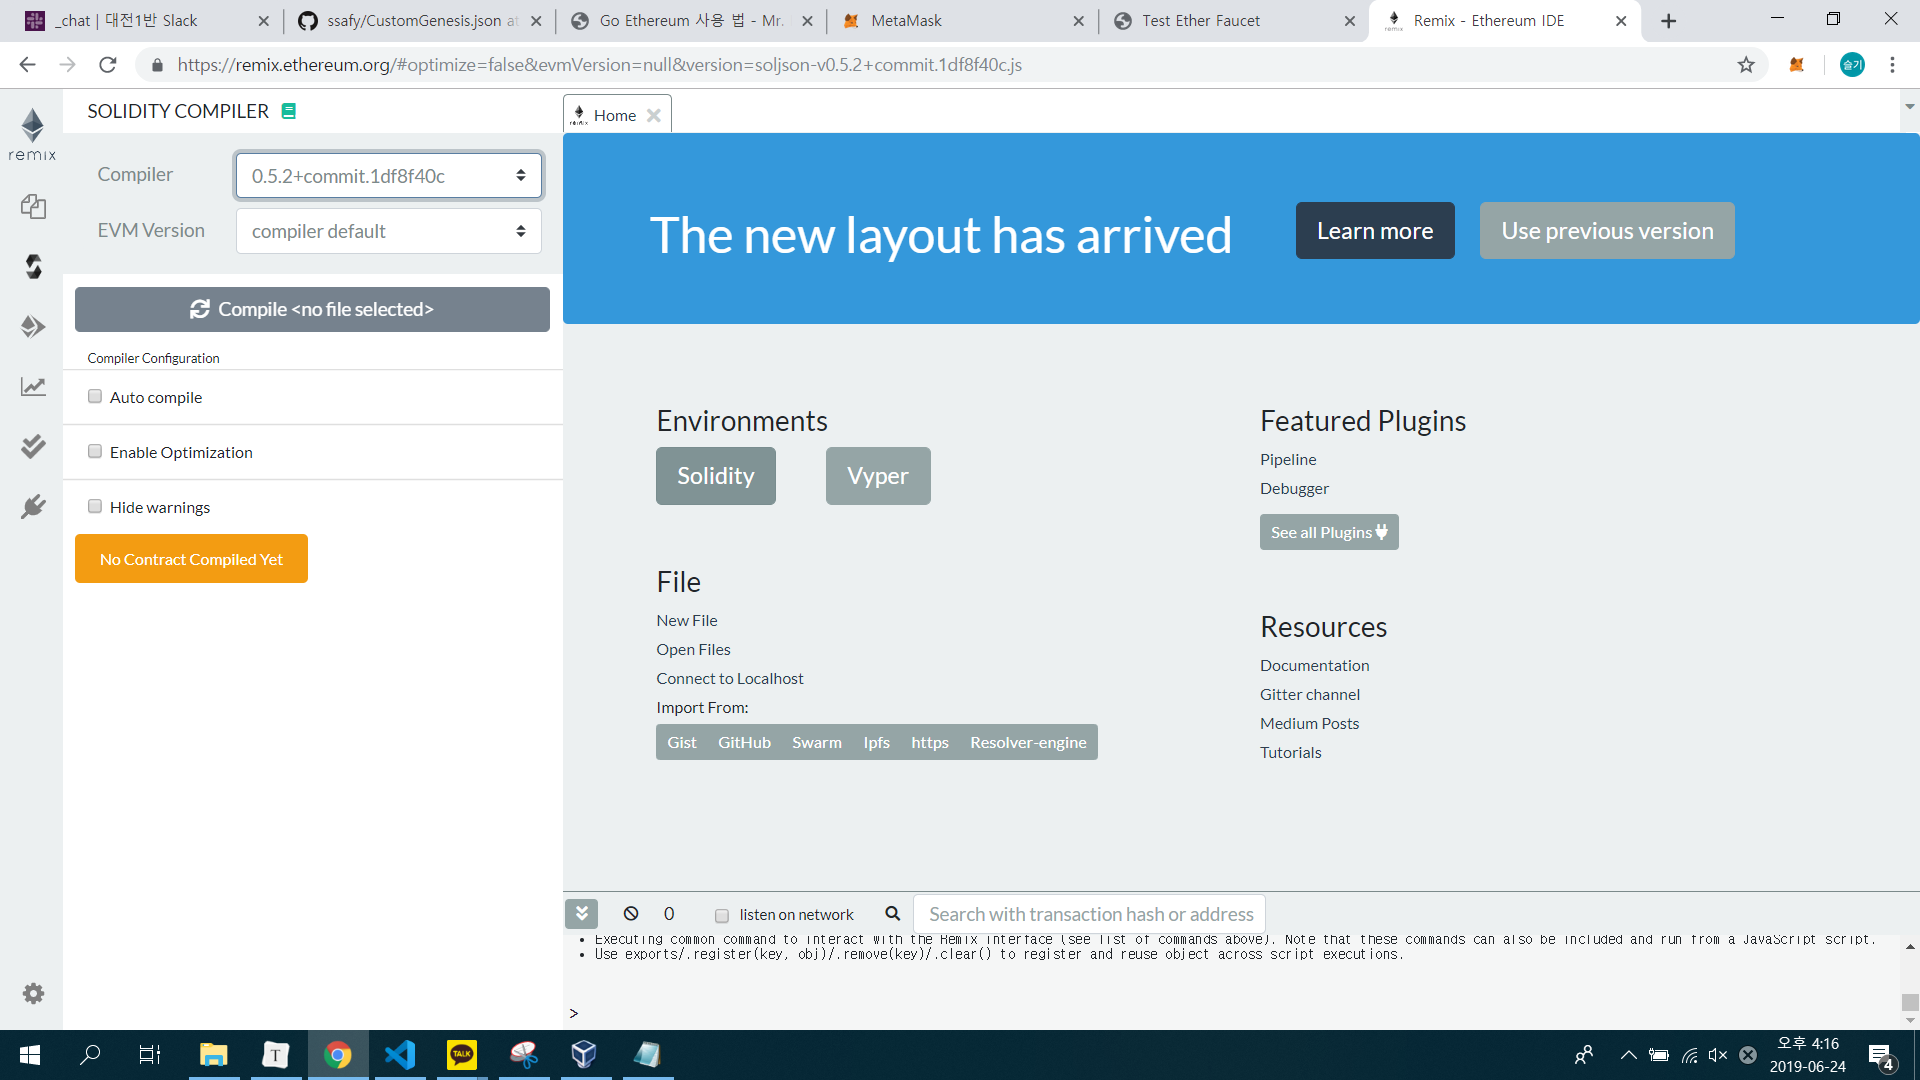 _chat | 대전1반 Slack
ssafy/CustomGenesis.json at
Go Ethereum 사용 법 - Mr.
MetaMask
Test Ether Faucet
Remix - Ethereum IDE
https://remix.ethereum.org/#optimize=false&evmVersion=null&version=soljson-v0.5.2+commit.1df8f40c.js
슬기
remix
SOLIDITY COMPILER
Compiler
0.5.2+commit.1df8f40c
EVM Version
compiler default
Compile <no file selected>
Compiler Configuration
Auto compile
Enable Optimization
Hide warnings
No Contract Compiled Yet
Home
The new layout has arrived
Learn more
Use previous version
Environments
Solidity
Vyper
File
New File
Open Files
Connect to Localhost
Import From:
Gist GitHub Swarm Ipfs https Resolver-engine
Featured Plugins
Pipeline
Debugger
See all Plugins
Resources
Documentation
Gitter channel
Medium Posts
Tutorials
0
listen on network
Search with transaction hash or address
• Executing common command to interact with the Remix interface (see list of commands above). Note that these commands can also be included and run from a JavaScript script.
• Use exports/.register(key, obj)/.remove(key)/.clear() to register and reuse object across script executions.
>
T
TALK
오후 4:16
2019-06-24
4